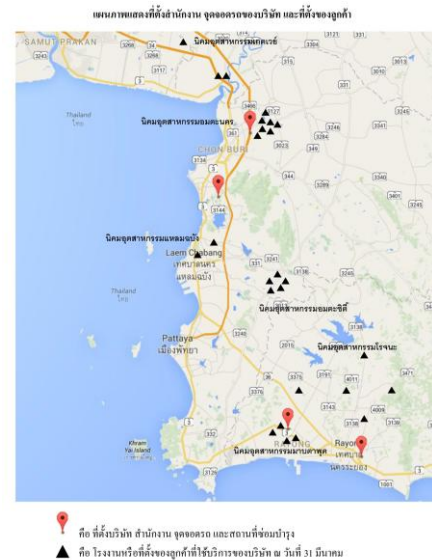 แผนภาพแสดงที่ตั้งสำนักงาน จุดจอดรถของบริษัท และที่ตั้งของลูกค้า
SAMUT PRAKAN
นิคมอุตสาหกรรมเกตเวย์
นิคมอุตสาหกรรมอมตะนคร
CHON BURI
Thailand
ไทย
นิคมอุตสาหกรรมแหลมฉบัง
Laem Chabang
เทศบาลนคร
แหลมฉบัง
นิคมอุตสาหกรรมอมตะซิตี้
Thailand
ไทย
นิคมอุตสาหกรรมโรจนะ
Pattaya
เมืองพัทยา
Khram
Yai Island
RAYONG
Rayong
เทศบาล
นครระยอง
นิคมอุตสาหกรรมมาบตาพุด
คือ ที่ตั้งบริษัท สำนักงาน จุดจอดรถ และสถานที่ซ่อมบำรุง
คือ โรงงานหรือที่ตั้งของลูกค้าที่ใช้บริการของบริษัท ณ วันที่ 31 มีนาคม